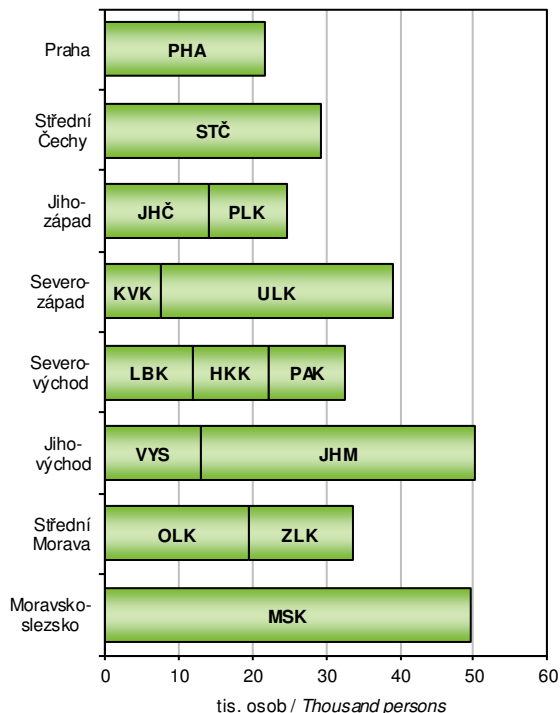 Praha
PHA
Střední
Čechy
STČ
Jiho-
západ
JHČ PLK
Severo-
západ
KVK ULK
Severo-
východ
LBK HKK PAK
Jiho-
východ
VYS JHM
Střední
Morava
OLK ZLK
Moravsko-
slezsko
MSK
0 10 20 30 40 50 60
tis. osob / Thousand persons